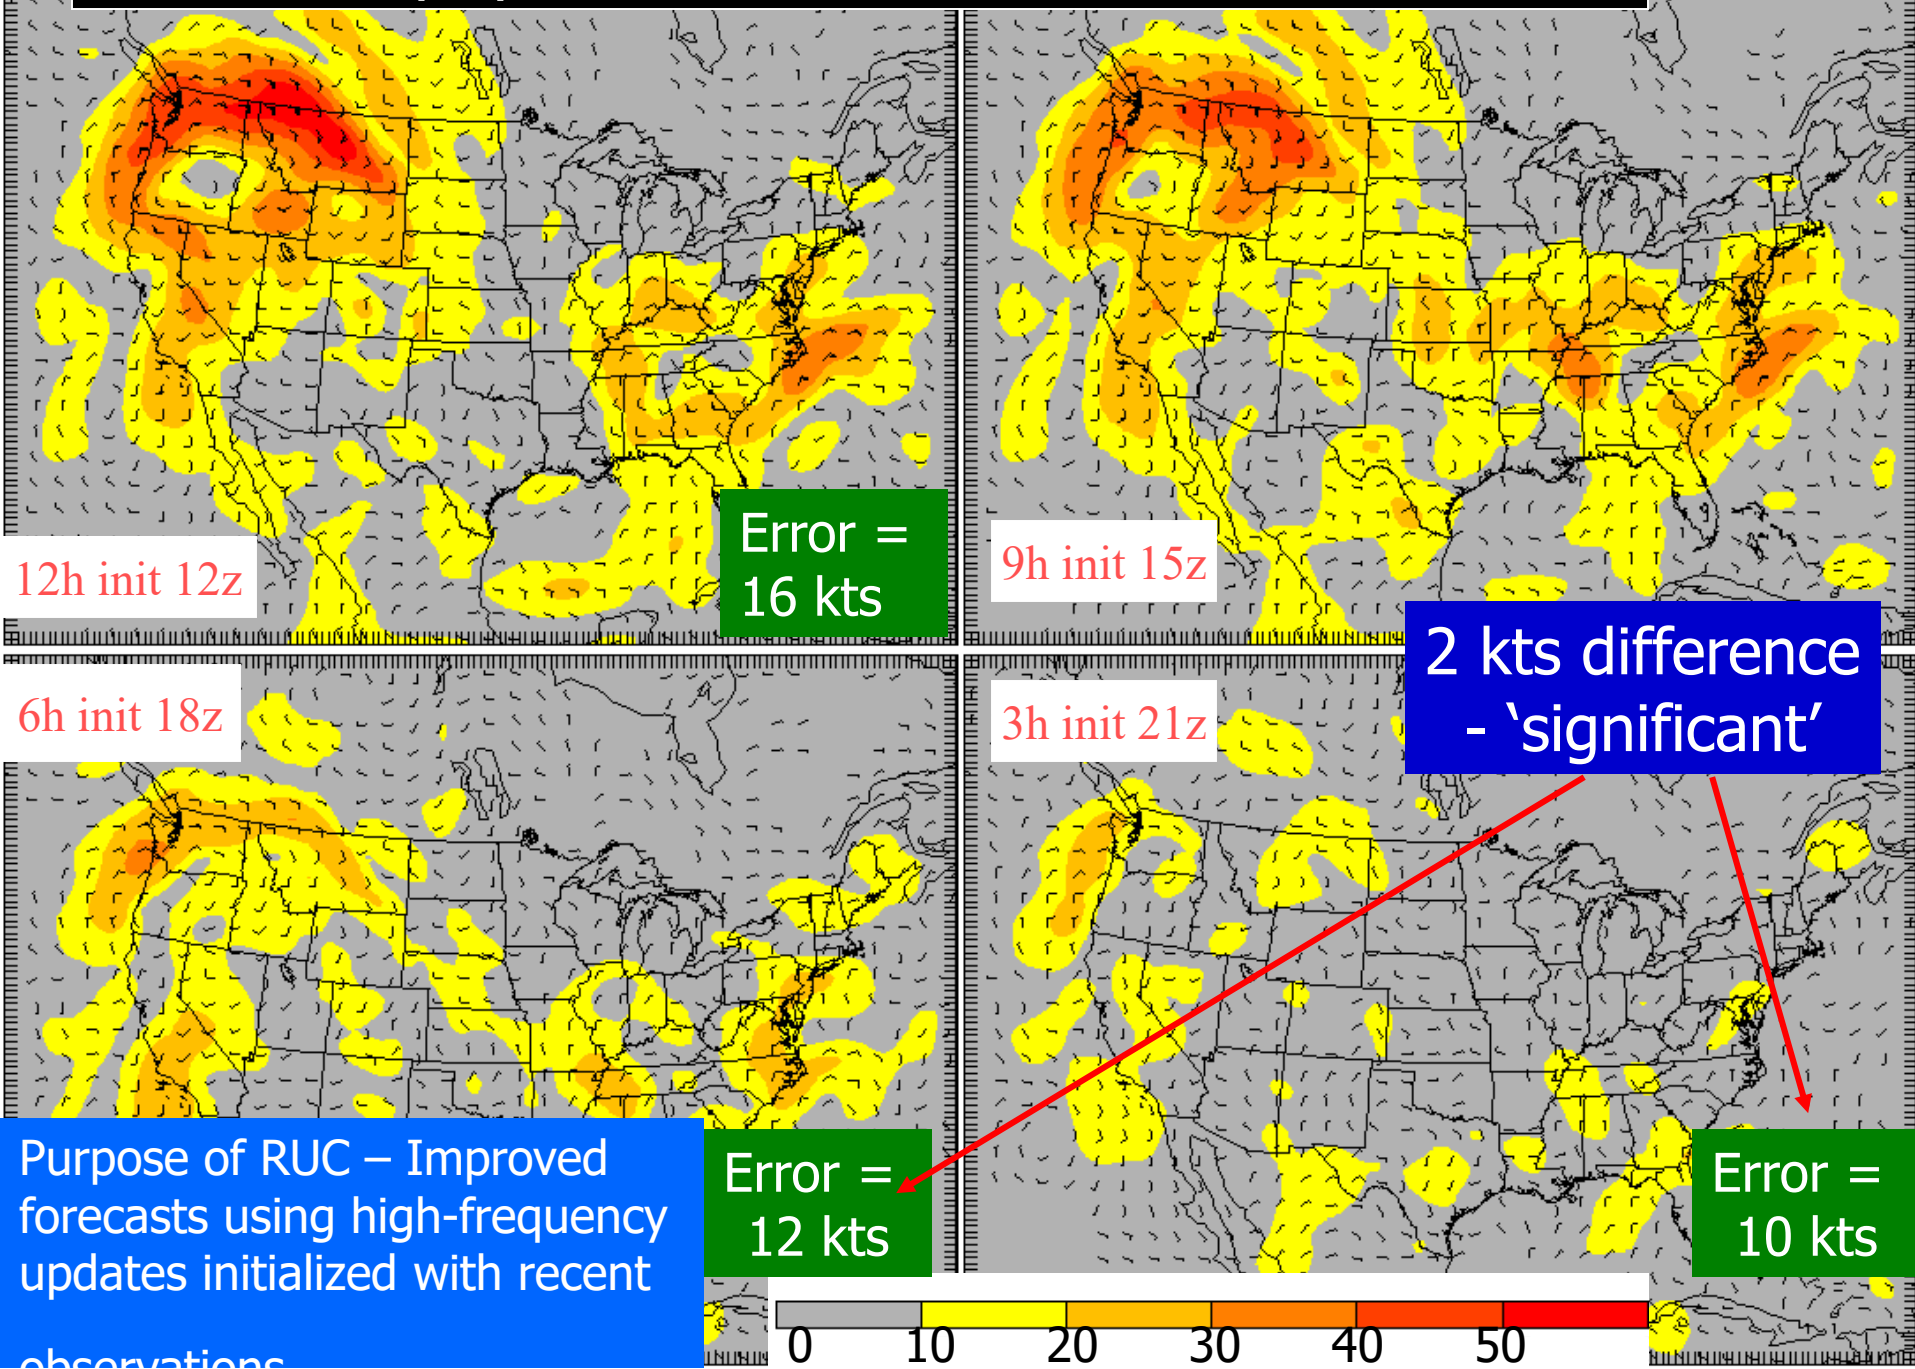 12h init 12z
Error =
16 kts
9h init 15z
2 kts difference
- ‘significant’
6h init 18z
3h init 21z
Purpose of RUC – Improved
forecasts using high-frequency
updates initialized with recent
observations
Error =
12 kts
Error =
10 kts
0 10 20 30 40 50